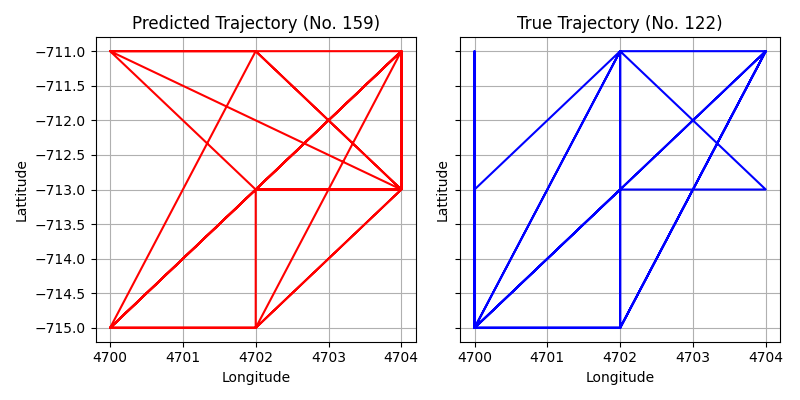 Predicted Trajectory (No. 159)
True Trajectory (No. 122)
Lattitude
−711.0
−711.5
−712.0
−712.5
−713.0
−713.5
−714.0
−714.5
−715.0
4700 4701 4702 4703 4704
Longitude
Lattitude
4700 4701 4702 4703 4704
Longitude